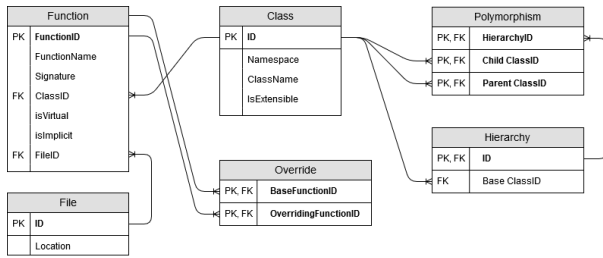 Function
PK FunctionID
FunctionName
Signature
FK ClassID
isVirtual
isImplicit
FK FileID
File
PK ID
Location
Class
PK ID
Namespace
ClassName
IsExtensible
Override
PK, FK BaseFunctionID
PK, FK OverridingFunctionID
Polymorphism
PK, FK HierarchyID
PK, FK Child ClassID
PK, FK Parent ClassID
Hierarchy
PK, FK ID
FK Base ClassID